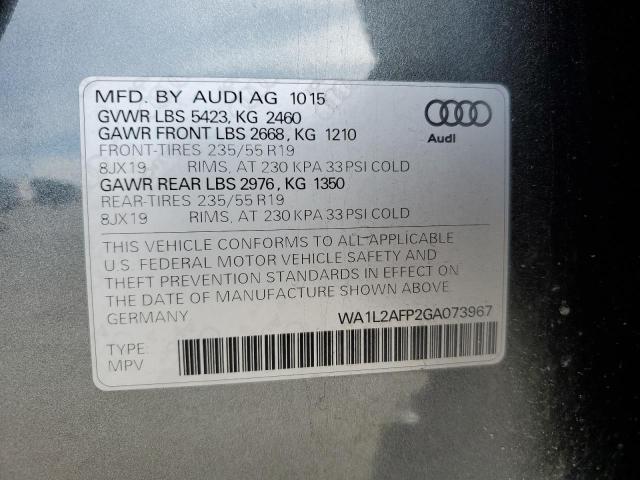 MFD. BY AUDI AG 10 15
GVWR LBS 5423, KG 2460
GAWR FRONT LBS 2668, KG 1210
FRONT-TIRES 235/55 R19
8JX19 RIMS, AT 230 KPA 33 PSI COLD
GAWR REAR LBS 2976, KG 1350
REAR-TIRES 235/55 R19
8JX19 RIMS, AT 230 KPA 33 PSI COLD
Audi
THIS VEHICLE CONFORMS TO ALL APPLICABLE
U.S. FEDERAL MOTOR VEHICLE SAFETY AND
THEFT PREVENTION STANDARDS IN EFFECT ON
THE DATE OF MANUFACTURE SHOWN ABOVE.
GERMANY WA1L2AFP2GA073967
TYPE:
MPV